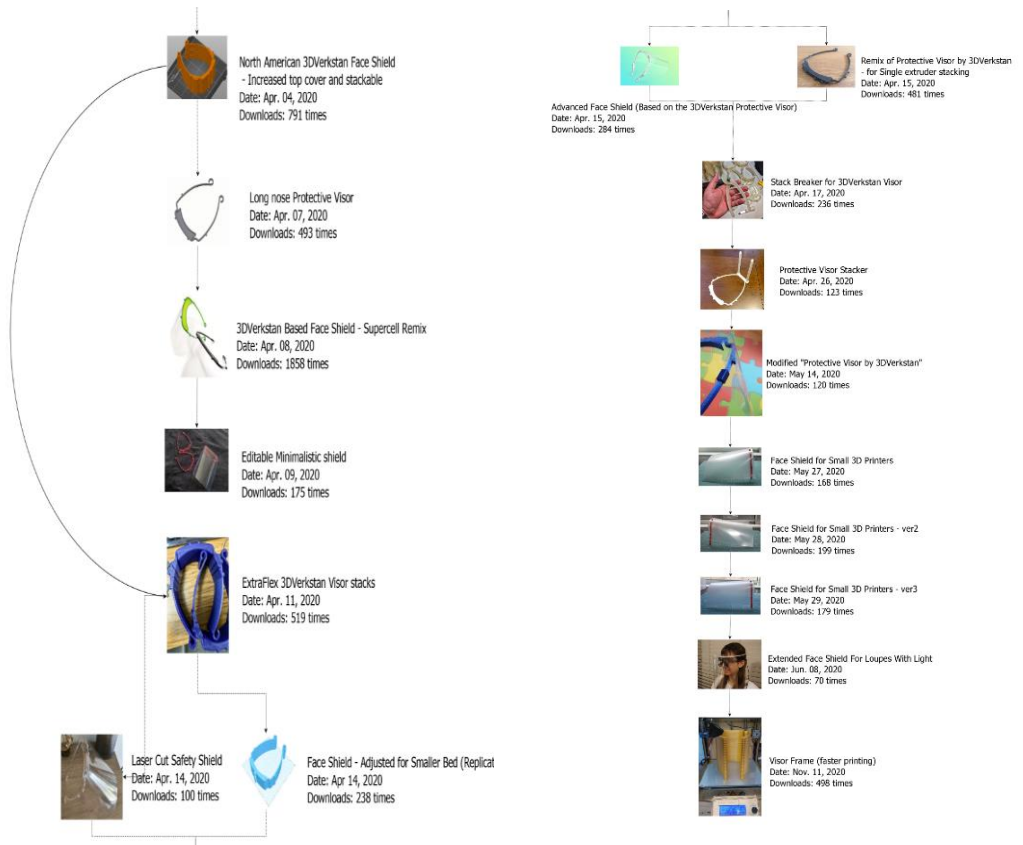 North American 3DVerkstan Face Shield
- Increased top cover and stackable
Date: Apr. 04, 2020
Downloads: 791 times
Long nose Protective Visor
Date: Apr. 07, 2020
Downloads: 493 times
3DVerkstan Based Face Shield - Supercell Remix
Date: Apr. 08, 2020
Downloads: 1858 times
Editable Minimalistic shield
Date: Apr. 09, 2020
Downloads: 175 times
ExtraFlex 3DVerkstan Visor stacks
Date: Apr. 11, 2020
Downloads: 519 times
Laser Cut Safety Shield
Date: Apr. 14, 2020
Downloads: 100 times
Face Shield - Adjusted for Smaller Bed (Replicat
Date: Apr 14, 2020
Downloads: 238 times
Advanced Face Shield (Based on the 3DVerkstan Protective Visor)
Date: Apr. 15, 2020
Downloads: 284 times
Remix of Protective Visor by 3DVerkstan
- for Single extruder stacking
Date: Apr. 15, 2020
Downloads: 481 times
Stack Breaker for 3DVerkstan Visor
Date: Apr. 17, 2020
Downloads: 236 times
Protective Visor Stacker
Date: Apr. 26, 2020
Downloads: 123 times
Modified "Protective Visor by 3DVerkstan"
Date: May 14, 2020
Downloads: 120 times
Face Shield for Small 3D Printers
Date: May 27, 2020
Downloads: 168 times
Face Shield for Small 3D Printers - ver2
Date: May 28, 2020
Downloads: 199 times
Face Shield for Small 3D Printers - ver3
Date: May 29, 2020
Downloads: 179 times
Extended Face Shield For Loupes With Light
Date: Jun. 08, 2020
Downloads: 70 times
Visor Frame (faster printing)
Date: Nov. 11, 2020
Downloads: 498 times